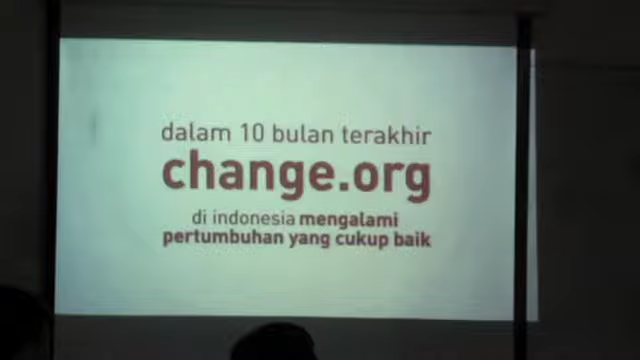 dalam 10 bulan terakhir
change.org
di indonesia mengalami
pertumbuhan yang cukup baik